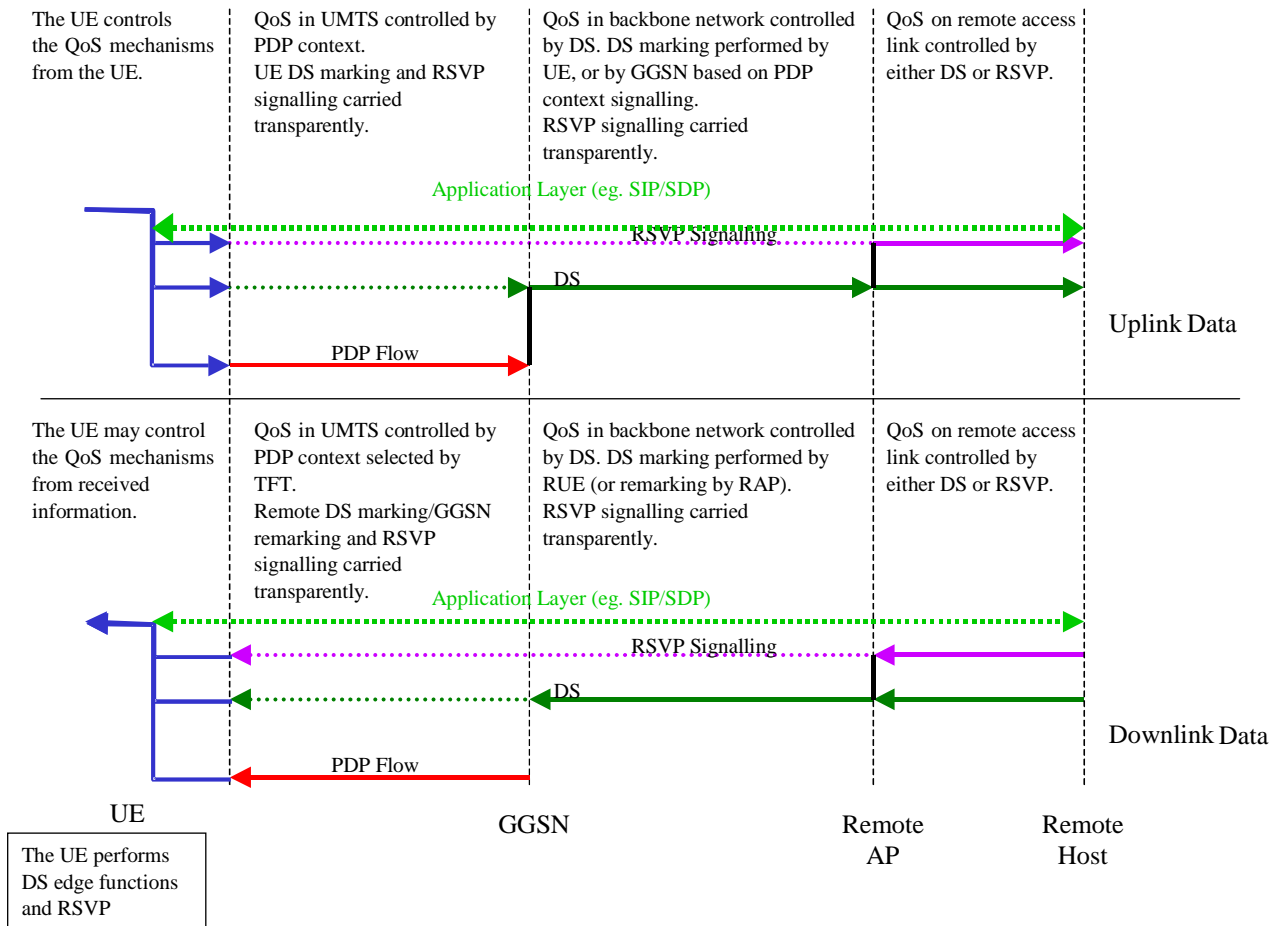 The UE controls
the QoS mechanisms
from the UE.
QoS in UMTS controlled by
PDP context.
UE DS marking and RSVP
signalling carried
transparently.
QoS in backbone network controlled
by DS. DS marking performed by
UE, or by GGSN based on PDP
context signalling.
RSVP signalling carried
transparently.
QoS on remote access
link controlled by
either DS or RSVP.
Application Layer (eg. SIP/SDP)
RSVP Signalling
DS
PDP Flow
Uplink Data
The UE may control
the QoS mechanisms
from received
information.
QoS in UMTS controlled by
PDP context selected by
TFT.
Remote DS marking/GGSN
remarking and RSVP
signalling carried
transparently.
QoS in backbone network controlled
by DS. DS marking performed by
RUE (or remarking by RAP).
RSVP signalling carried
transparently.
QoS on remote access
link controlled by
either DS or RSVP.
Application Layer (eg. SIP/SDP)
RSVP Signalling
DS
PDP Flow
Downlink Data
UE
GGSN
Remote
AP
Remote
Host
The UE performs
DS edge functions
and RSVP